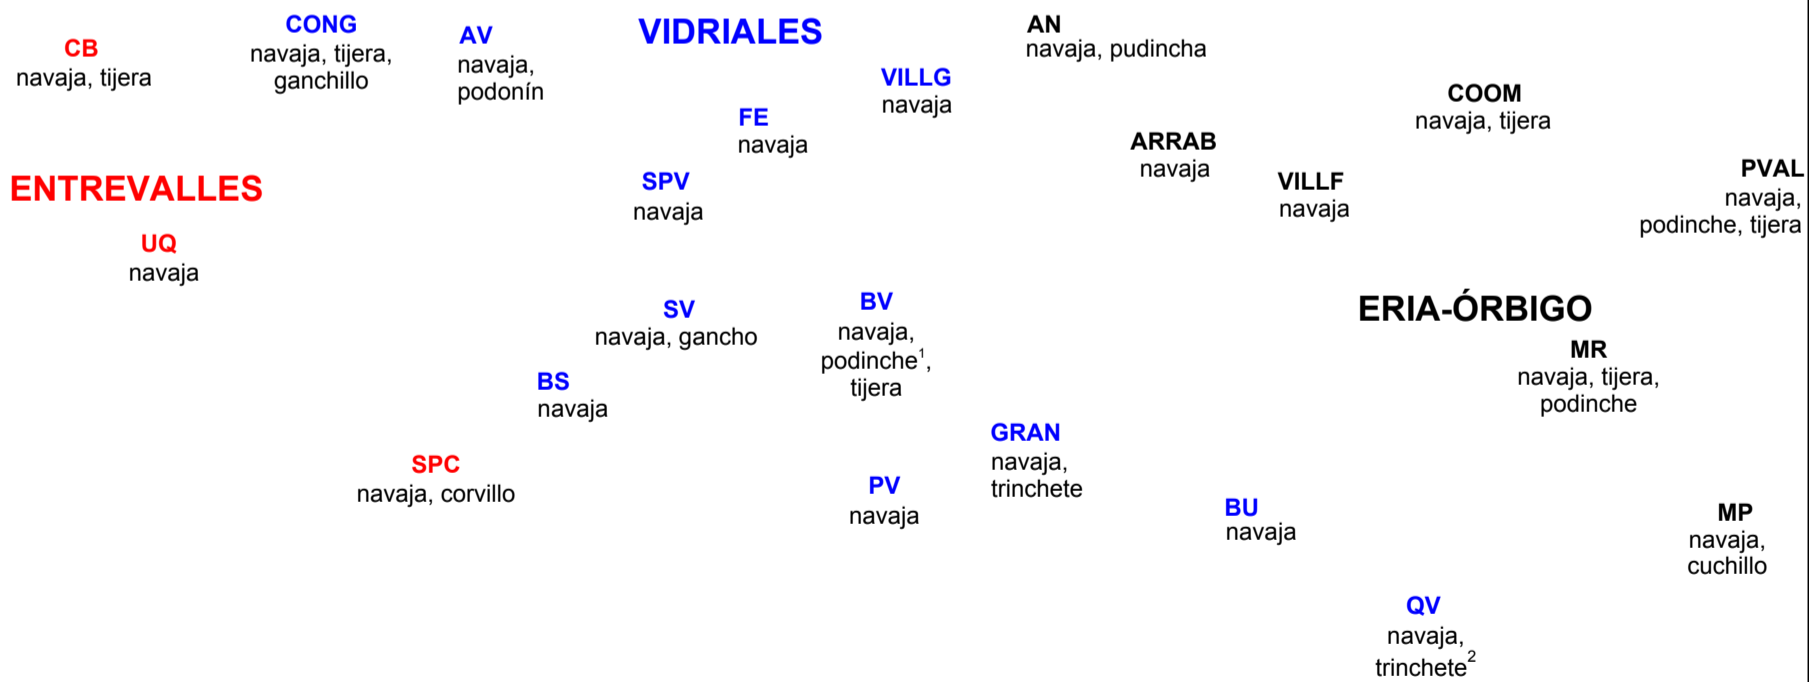 CB
navaja, tijera
CONG
navaja, tijera,
ganchillo
AV
navaja,
podonín
VIDRIALES
VILLG
navaja
AN
navaja, pudincha
FE
navaja
COOM
navaja, tijera
ARRAB
navaja
ENTREVALLES
SPV
navaja
VILLF
navaja
PVAL
navaja,
podinche, tijera
UQ
navaja
SV
navaja, gancho
BV
navaja,
podinche¹,
tijera
ERIA-ÓRBIGO
MR
navaja, tijera,
podinche
BS
navaja
GRAN
navaja,
trinchete
SPC
navaja, corvillo
PV
navaja
BU
navaja
MP
navaja,
cuchillo
QV
navaja,
trinchete²